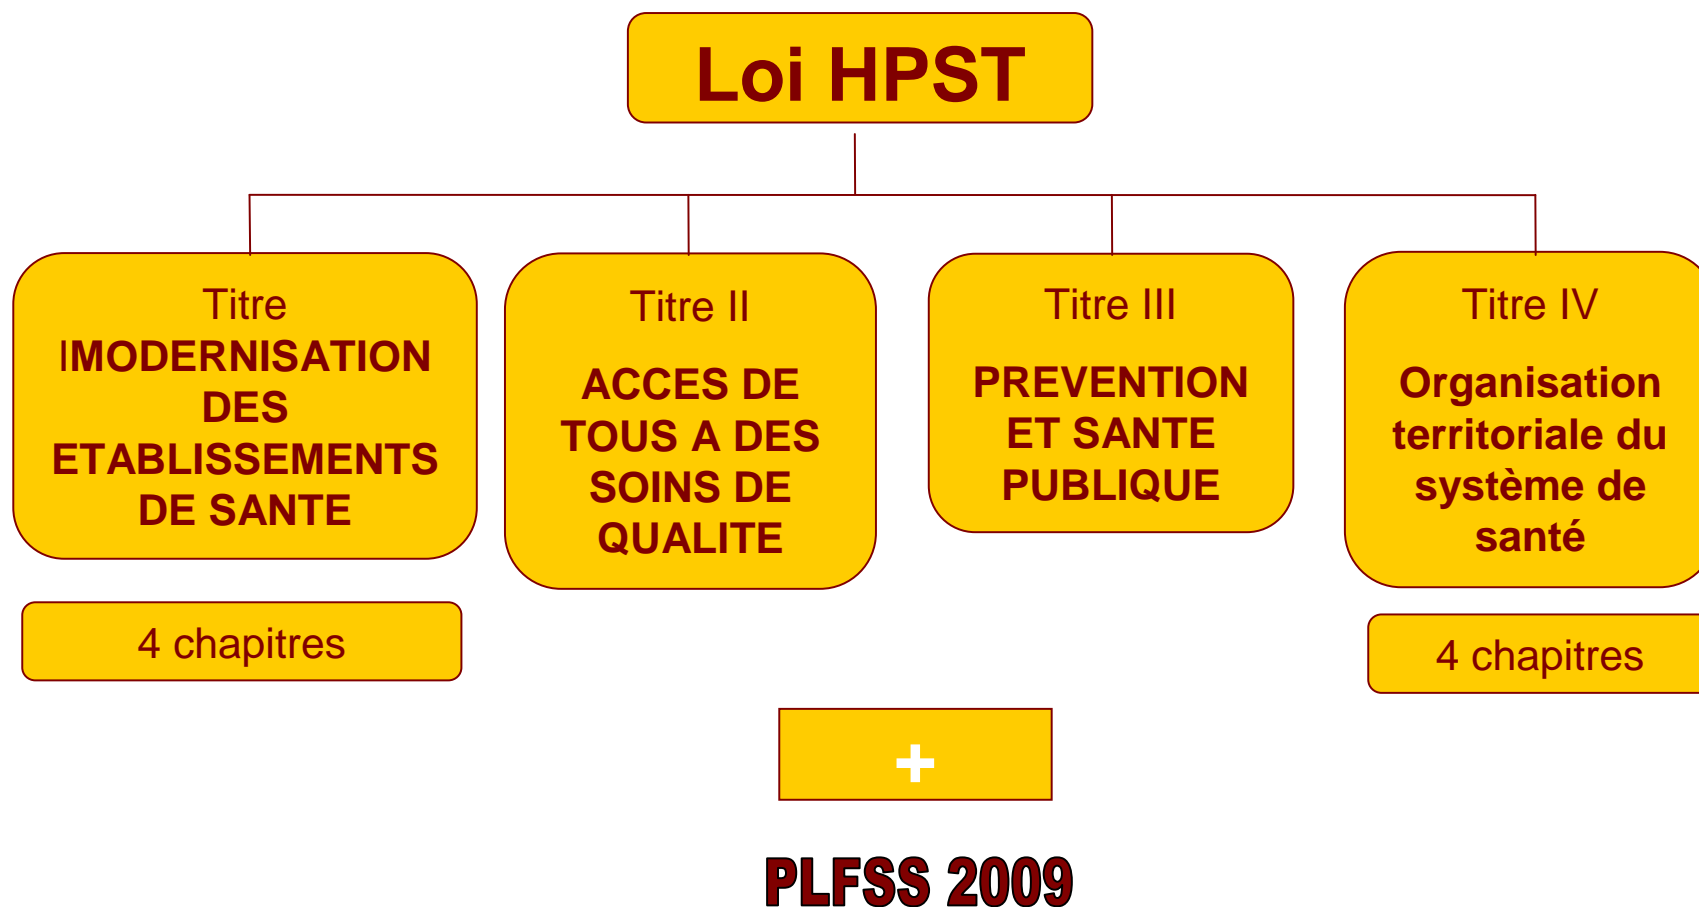 Loi HPST
Titre
IMODERNISATION
DES
ETABLISSEMENTS
DE SANTE
4 chapitres
Titre II
ACCES DE
TOUS A DES
SOINS DE
QUALITE
Titre III
PREVENTION
ET SANTE
PUBLIQUE
Titre IV
Organisation
territoriale du
système de
santé
4 chapitres
+
PLFSS 2009